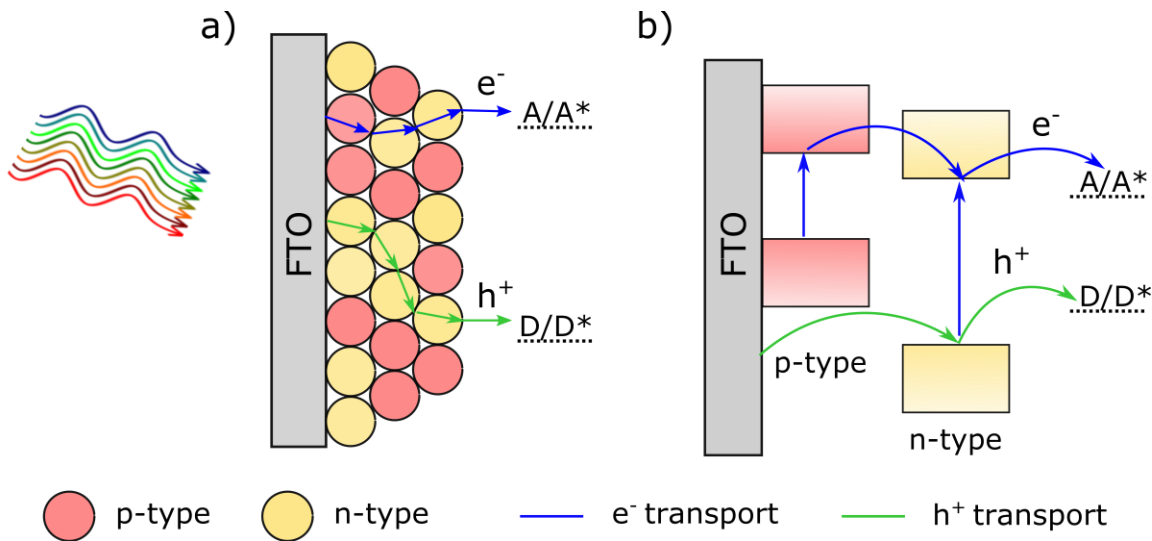 a)
FTO
e⁻
A/A*
h⁺
D/D*
b)
FTO
e⁻
A/A*
h⁺
D/D*
p-type
n-type
p-type
n-type
e⁻ transport
h⁺ transport